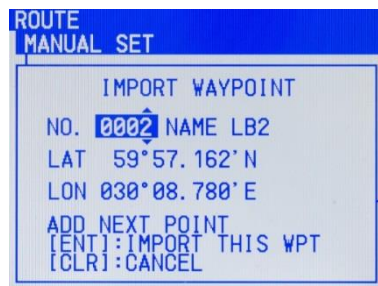 ROUTE
MANUAL SET
IMPORT WAYPOINT
NO. 0002 NAME LB2
LAT 59°57.162'N
LON 030°08.780'E
ADD NEXT POINT
[ENT]:IMPORT THIS WPT
[CLR]:CANCEL